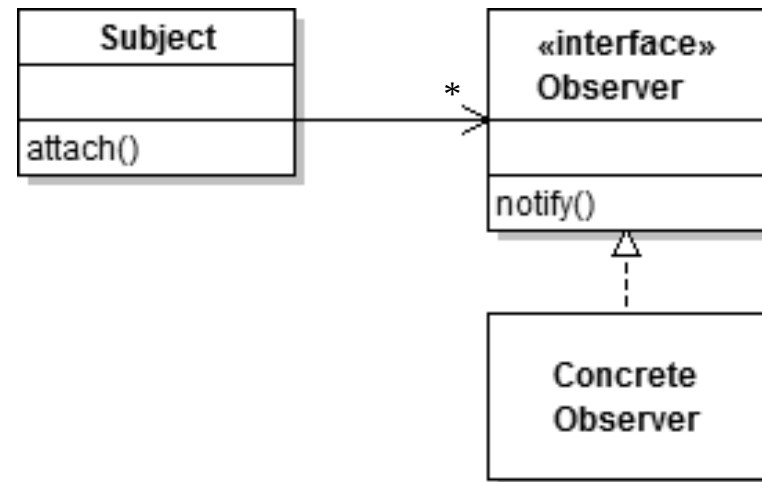 Subject
attach()
*
«interface»
Observer
notify()
Concrete
Observer